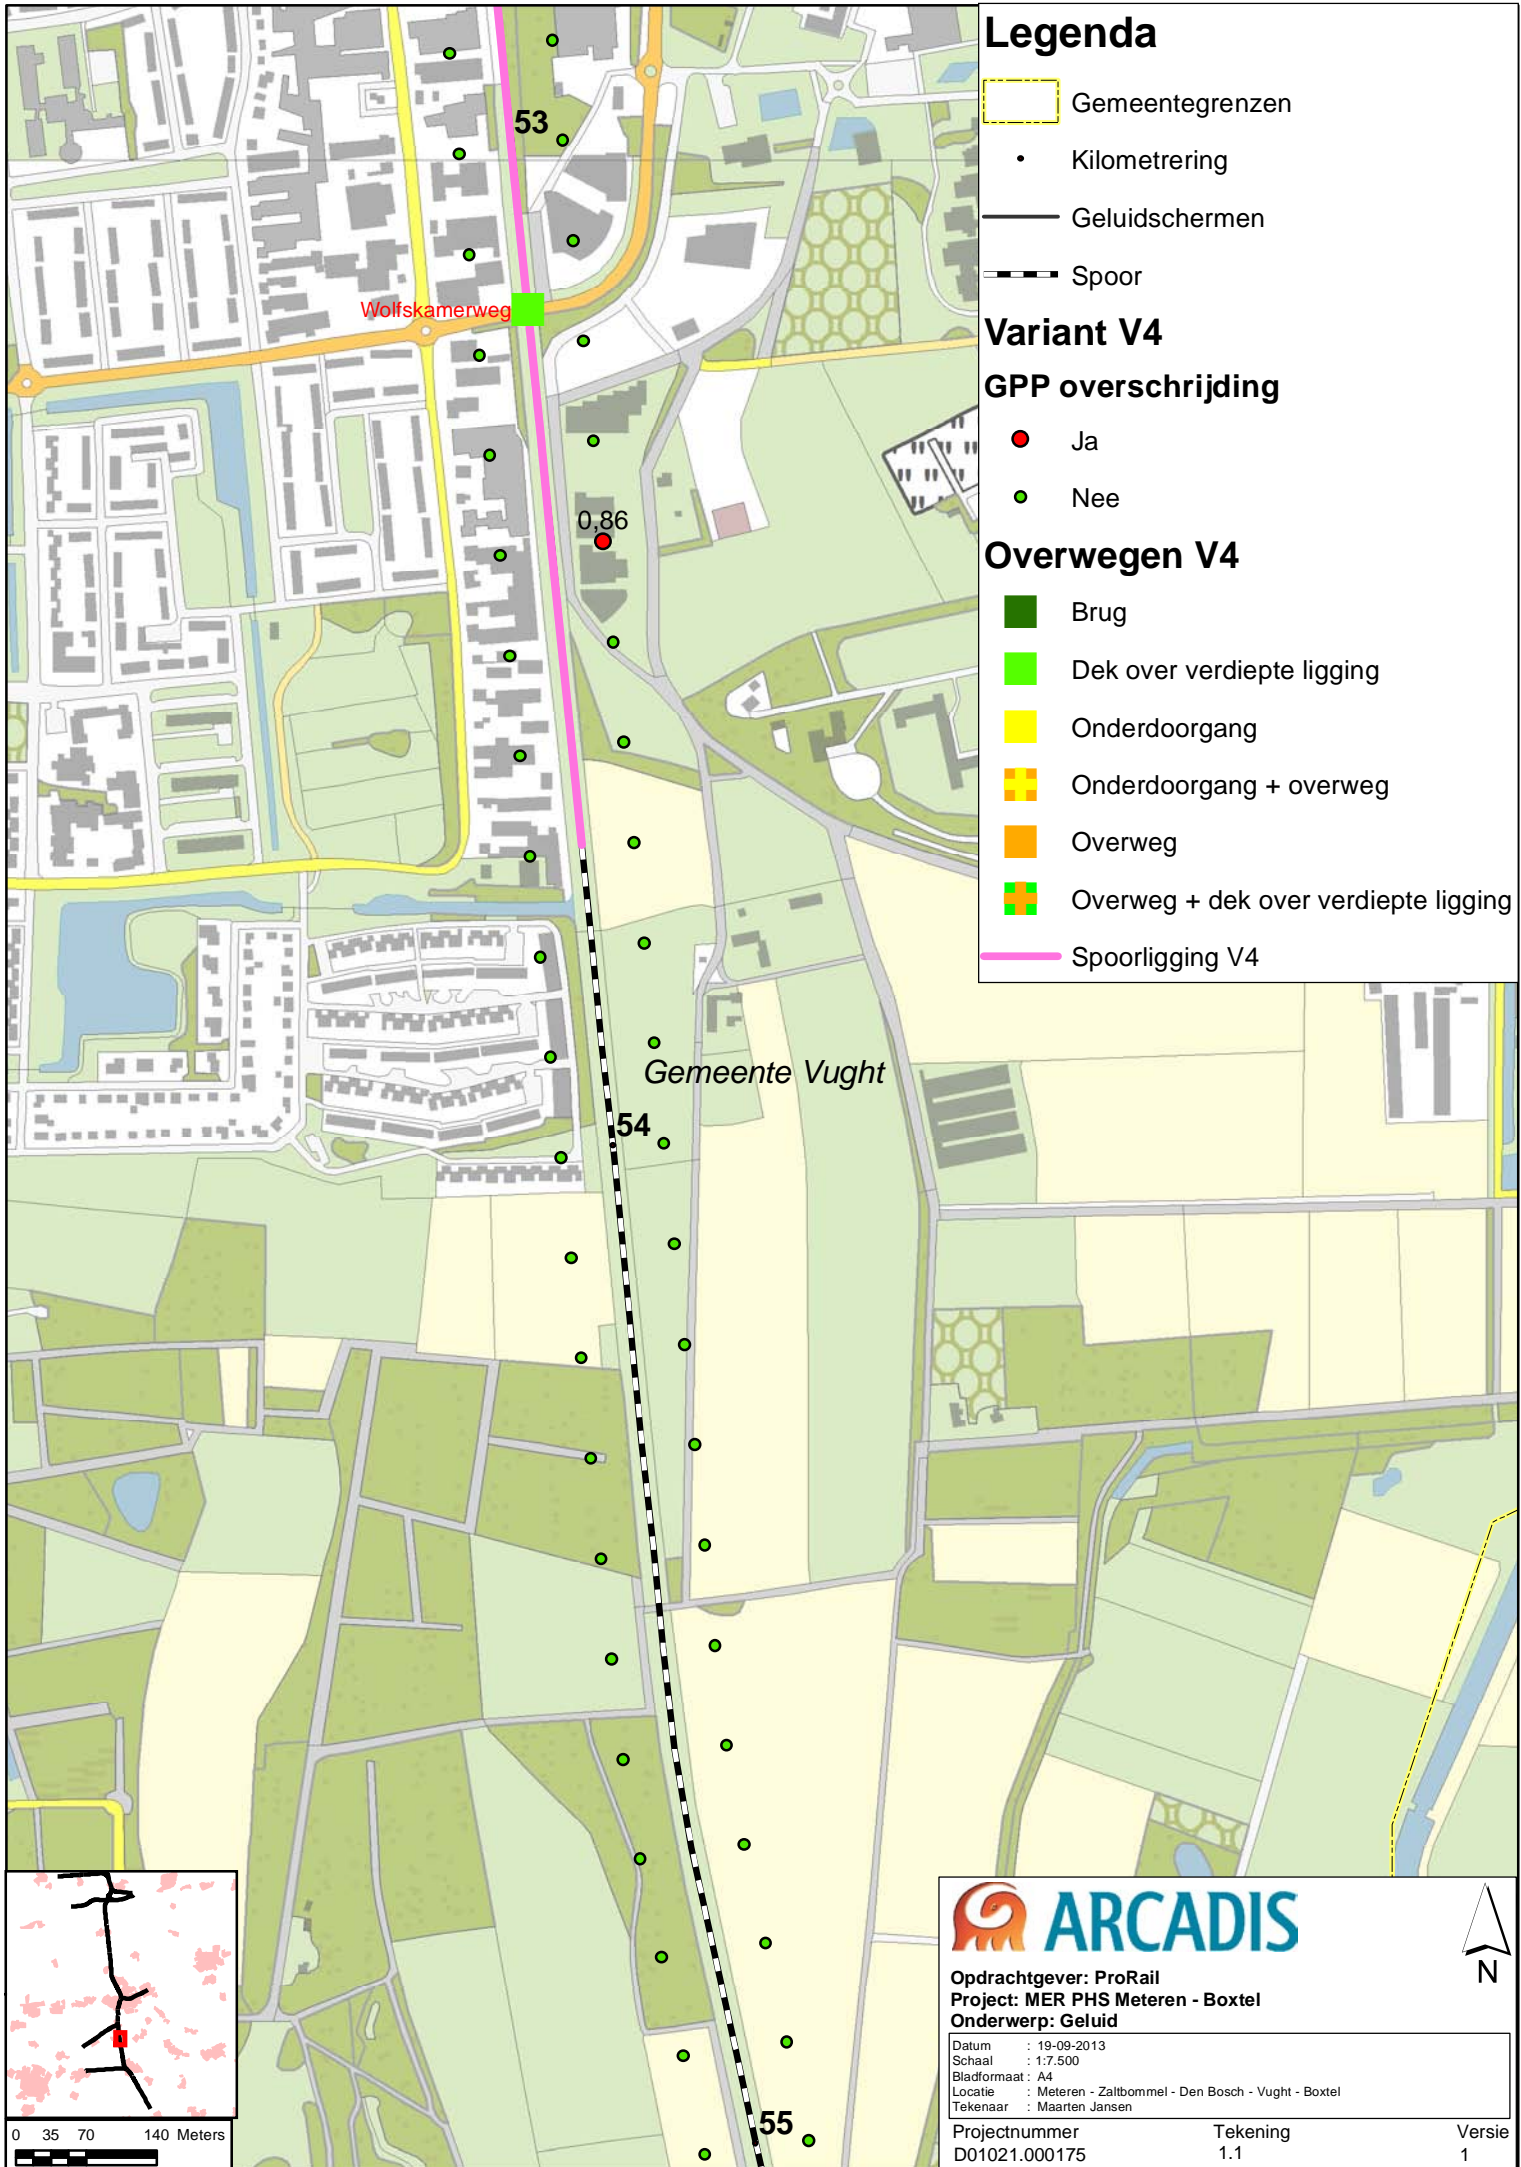 Legenda
Gemeentegrenzen
Kilometrering
Geluidschermen
Spoor
Variant V4
GPP overschrijding
Ja
Nee
Overwegen V4
Brug
Dek over verdiepte ligging
Onderdoorgang
Onderdoorgang + overweg
Overweg
Overweg + dek over verdiepte ligging
Spoorligging V4
53
Wolfskamerweg
0,86
Gemeente Vught
54
55
0 35 70 140 Meters
ARCADIS
N
Opdrachtgever: ProRail
Project: MER PHS Meteren - Boxtel
Onderwerp: Geluid
Datum : 19-09-2013
Schaal : 1:7.500
Bladformaat : A4
Locatie : Meteren - Zaltbommel - Den Bosch - Vught - Boxtel
Tekenaar : Maarten Jansen
Projectnummer Tekening Versie
D01021.000175 1.1 1